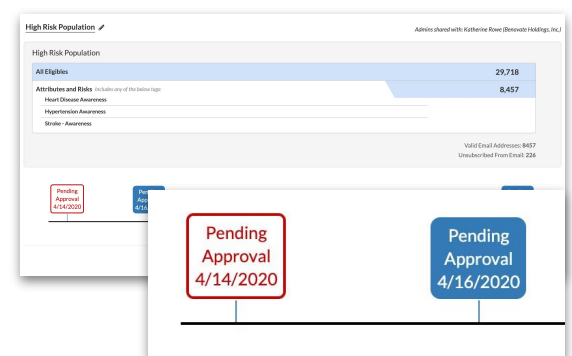 High Risk Population
Admins shared with: Katherine Rowe (Benovate Holdings, Inc.)
High Risk Population
All Eligibles 29,718
Attributes and Risks Includes any of the below tags: 8,457
Heart Disease Awareness
Hypertension Awareness
Stroke - Awareness
Valid Email Addresses: 8457
Unsubscribed From Email: 226
Pending
Approval
4/14/2020
Pending
Approval
4/14/2020
Pending
Approval
4/16/2020